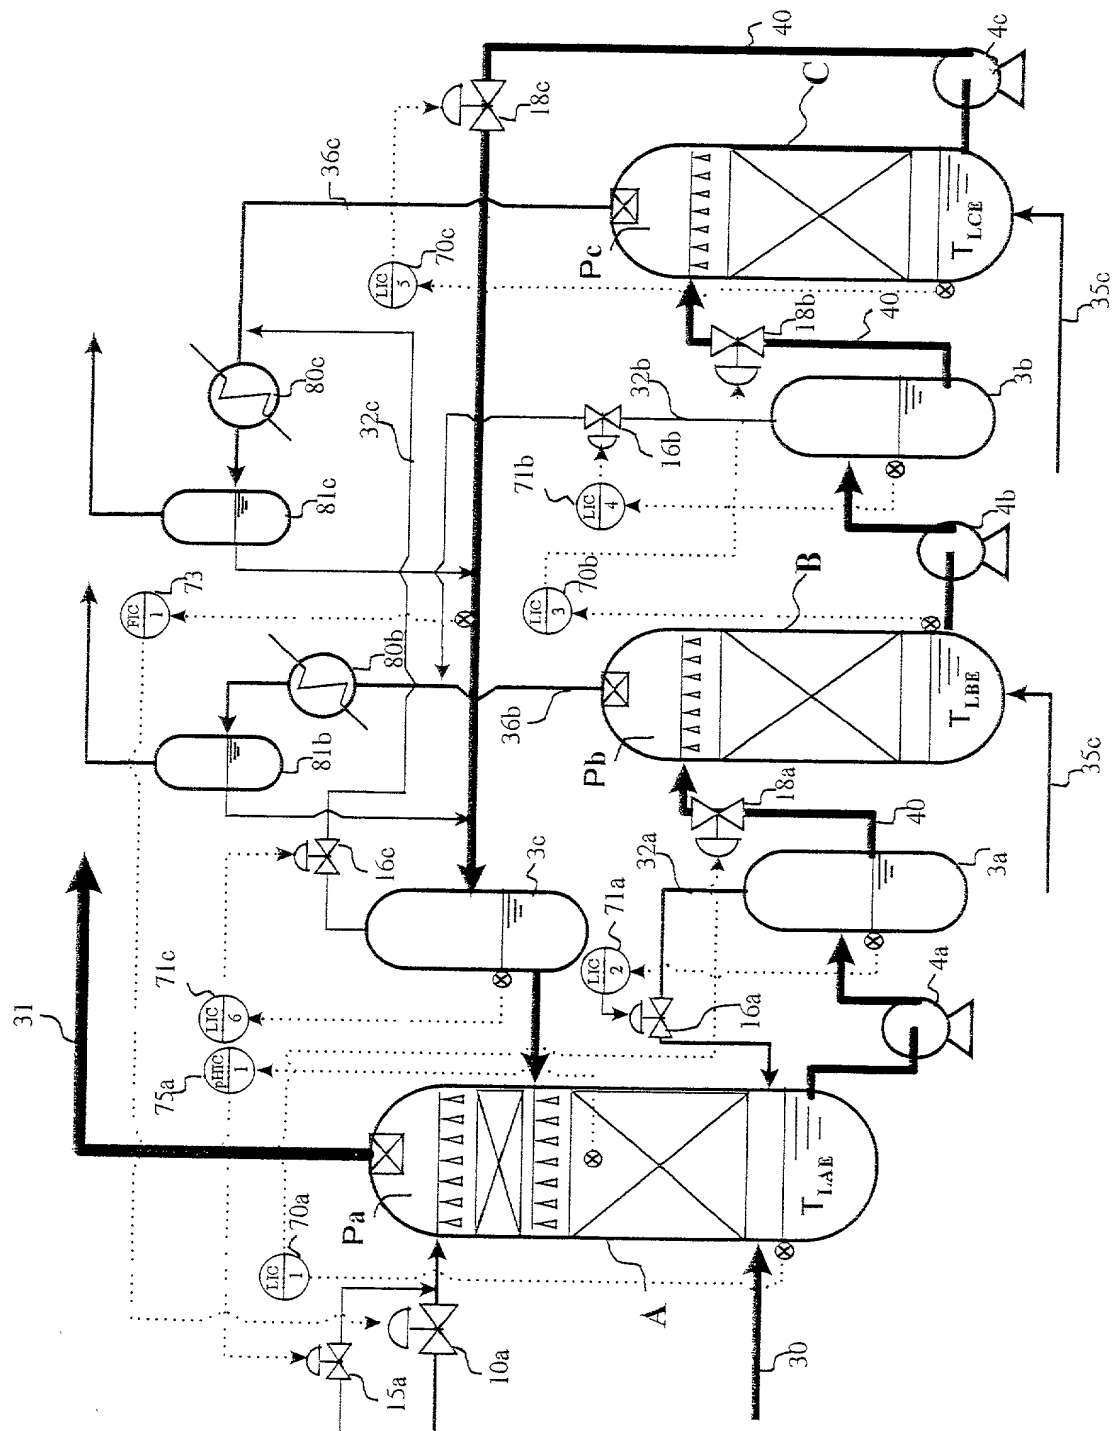 31
75a
71c
pHIC
1
LIC
6
73
FIC
1
81b
80b
81c
80c
32c
36c
40
18c
4c
LIC
5
70c
C
Pc
TLCE
35c
18b
40
32b
3b
16b
71b
LIC
4
4b
70b
LIC
3
B
Pb
TLBE
35c
36b
18a
40
32a
3a
71a
LIC
2
16a
4a
16c
3c
Pa
TLAE
A
30
70a
LIC
1
10a
15a